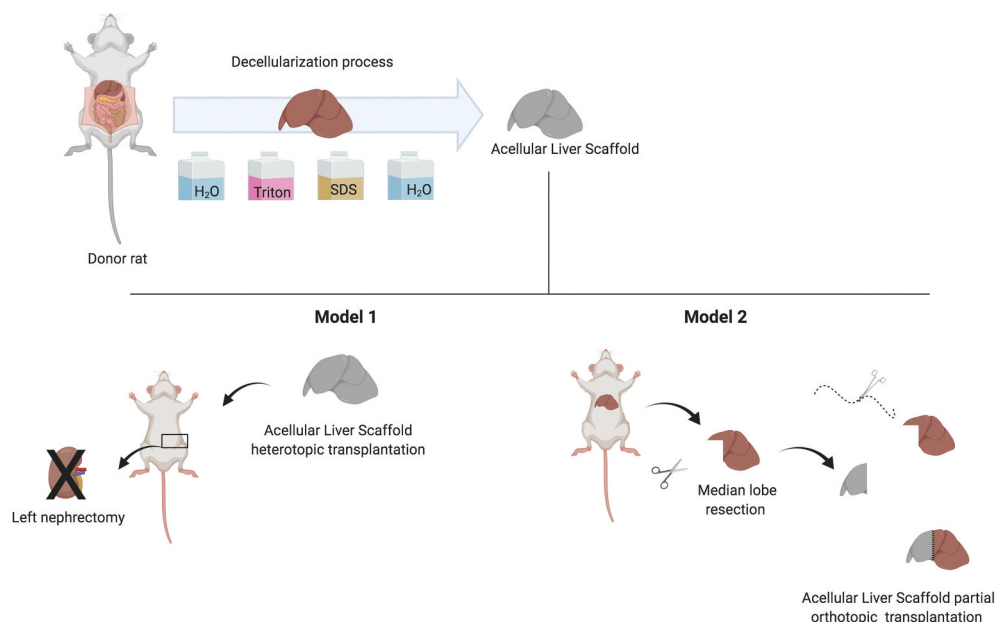 Decellularization process
H₂O
Triton
SDS
H₂O
Acellular Liver Scaffold
Donor rat
Model 1
Model 2
Acellular Liver Scaffold
heterotopic transplantation
Left nephrectomy
Median lobe
resection
Acellular Liver Scaffold partial
orthotopic transplantation